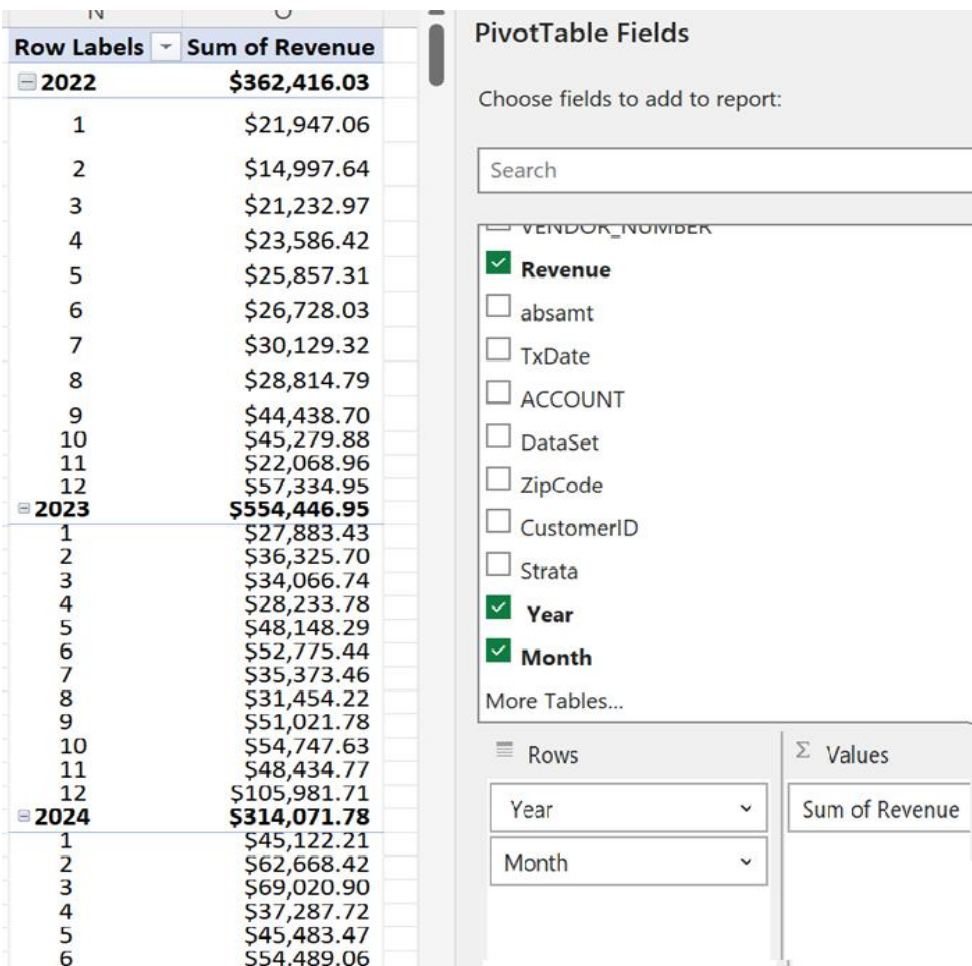 N O
Row Labels Sum of Revenue
2022 $362,416.03
1 $21,947.06
2 $14,997.64
3 $21,232.97
4 $23,586.42
5 $25,857.31
6 $26,728.03
7 $30,129.32
8 $28,814.79
9 $44,438.70
10 $45,279.88
11 $22,068.96
12 $57,334.95
2023 $554,446.95
1 $27,883.43
2 $36,325.70
3 $34,066.74
4 $28,233.78
5 $48,148.29
6 $52,775.44
7 $35,373.46
8 $31,454.22
9 $51,021.78
10 $54,747.63
11 $48,434.77
12 $105,981.71
2024 $314,071.78
1 $45,122.21
2 $62,668.42
3 $69,020.90
4 $37,287.72
5 $45,483.47
6 $54,489.06
PivotTable Fields
Choose fields to add to report:
Search
VENDOR_NUMBER
Revenue
absamt
TxDate
ACCOUNT
DataSet
ZipCode
CustomerID
Strata
Year
Month
More Tables...
Rows
Year
Month
Σ Values
Sum of Revenue